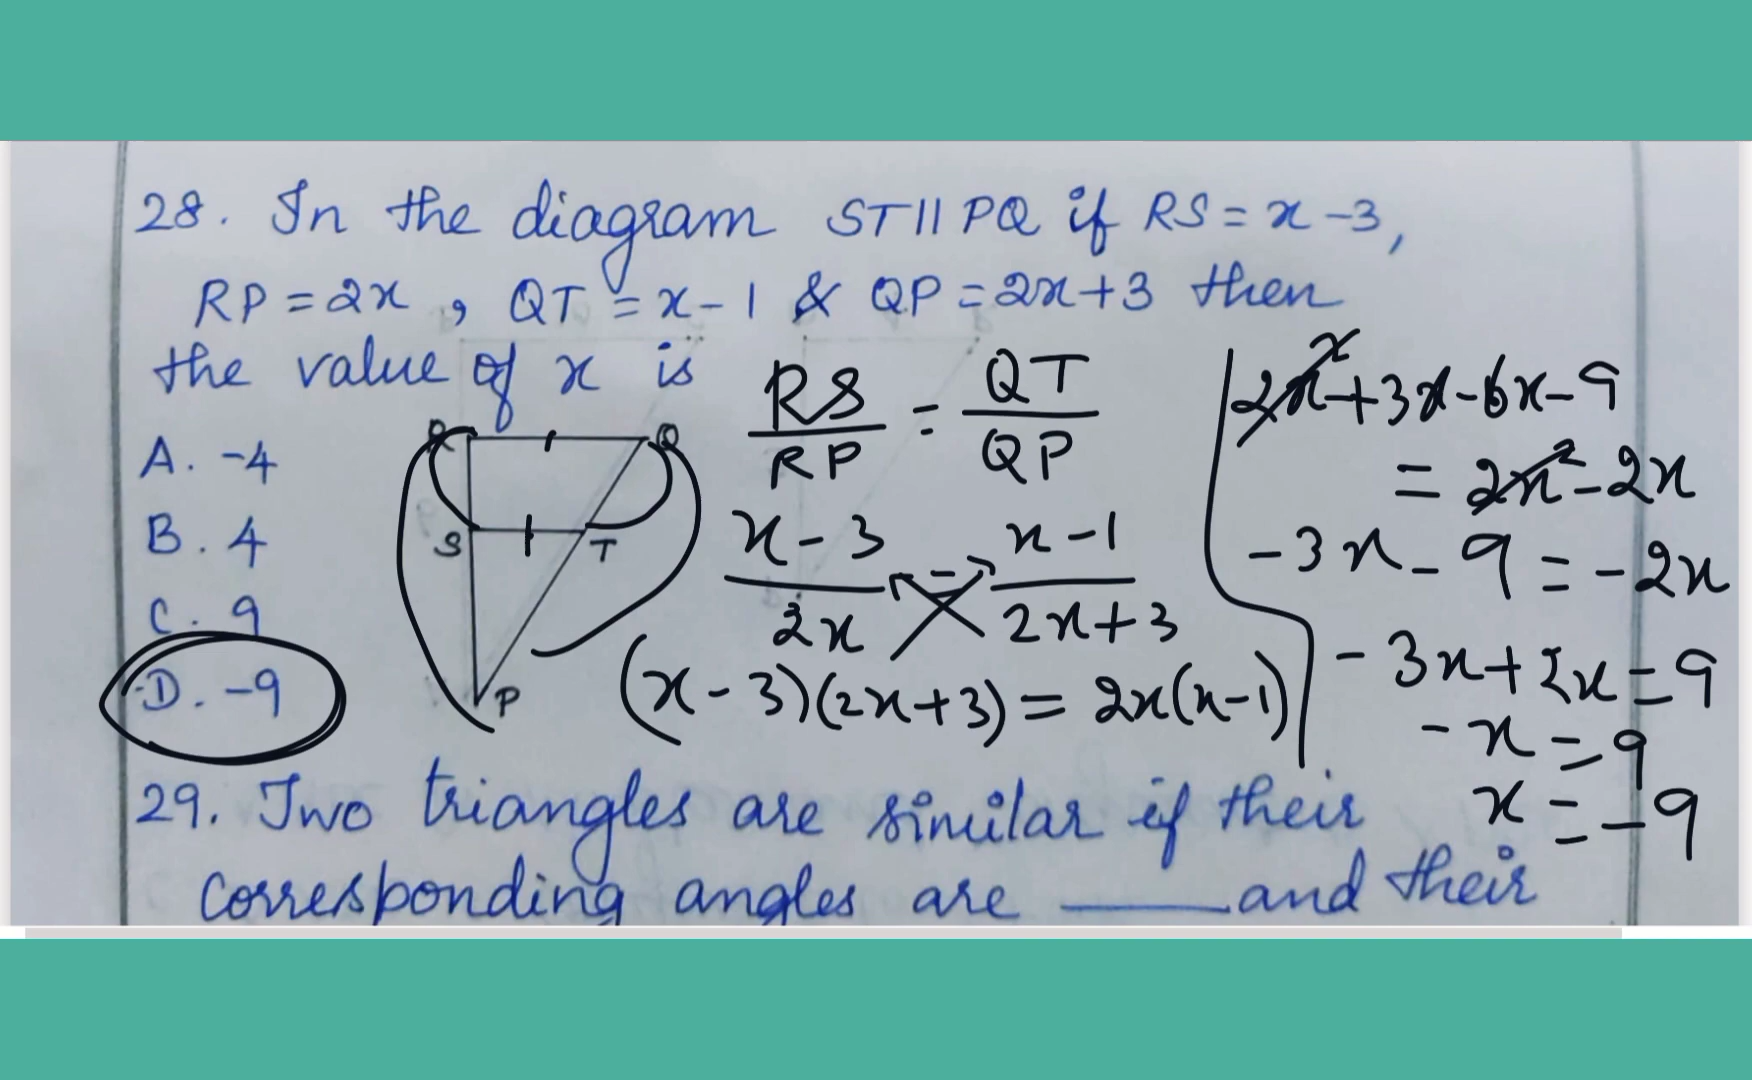 28. In the diagram ST || PQ if RS = x - 3,
RP = 2x, QT = x - 1 & QP = 2x + 3 then
the value of x is
A. -4
B. 4
C. 9
D. -9
R Q
S T
P
RS/RP = QT/QP
x - 3/2x = x - 1/2x + 3
(x - 3)(2x + 3) = 2x(x - 1)
2x² + 3x - 6x - 9
= 2x² - 2x
-3x - 9 = -2x
-3x + 2x = 9
-x = 9
x = -9
29. Two triangles are similar if their
corresponding angles are ______ and their